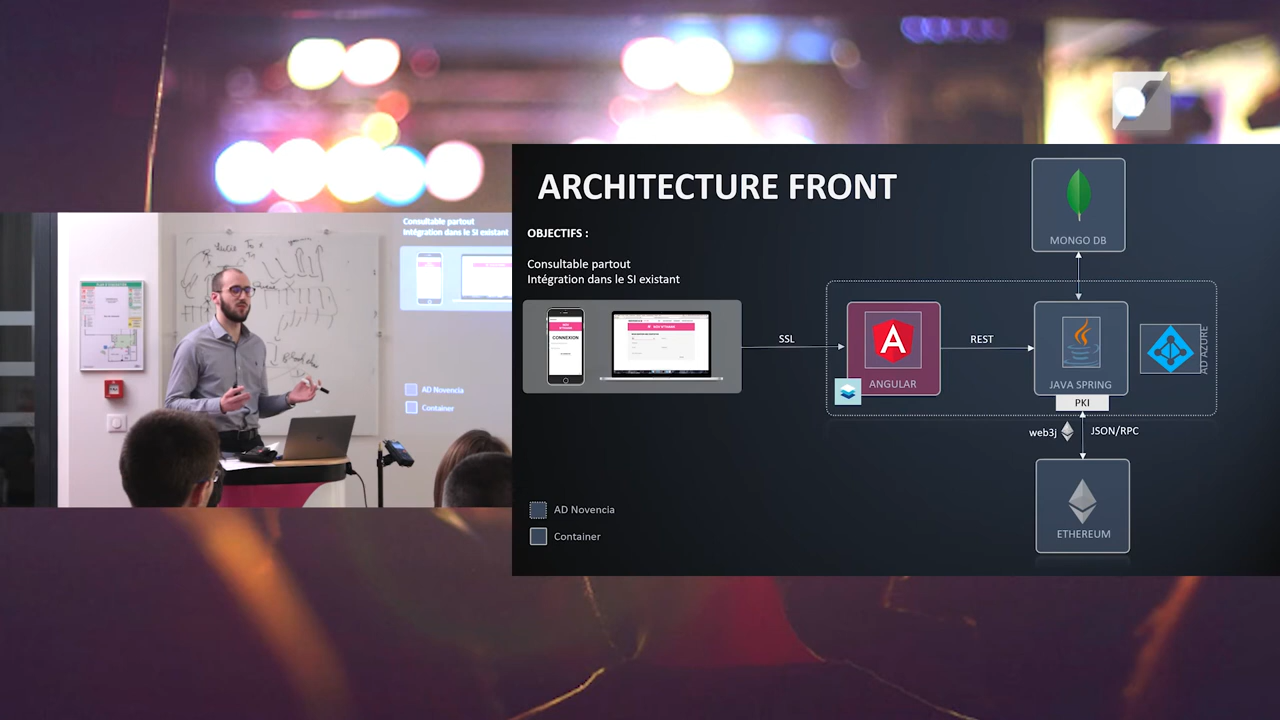 ARCHITECTURE FRONT
OBJECTIFS :
Consultable partout
Intégration dans le SI existant
CONNEXION
SSL
ANGULAR
REST
MONGO DB
JAVA SPRING
AD AZURE
PKI
web3j
JSON/RPC
ETHEREUM
AD Novencia
Container
Consultable partout
Intégration dans le SI existant
AD Novencia
Container